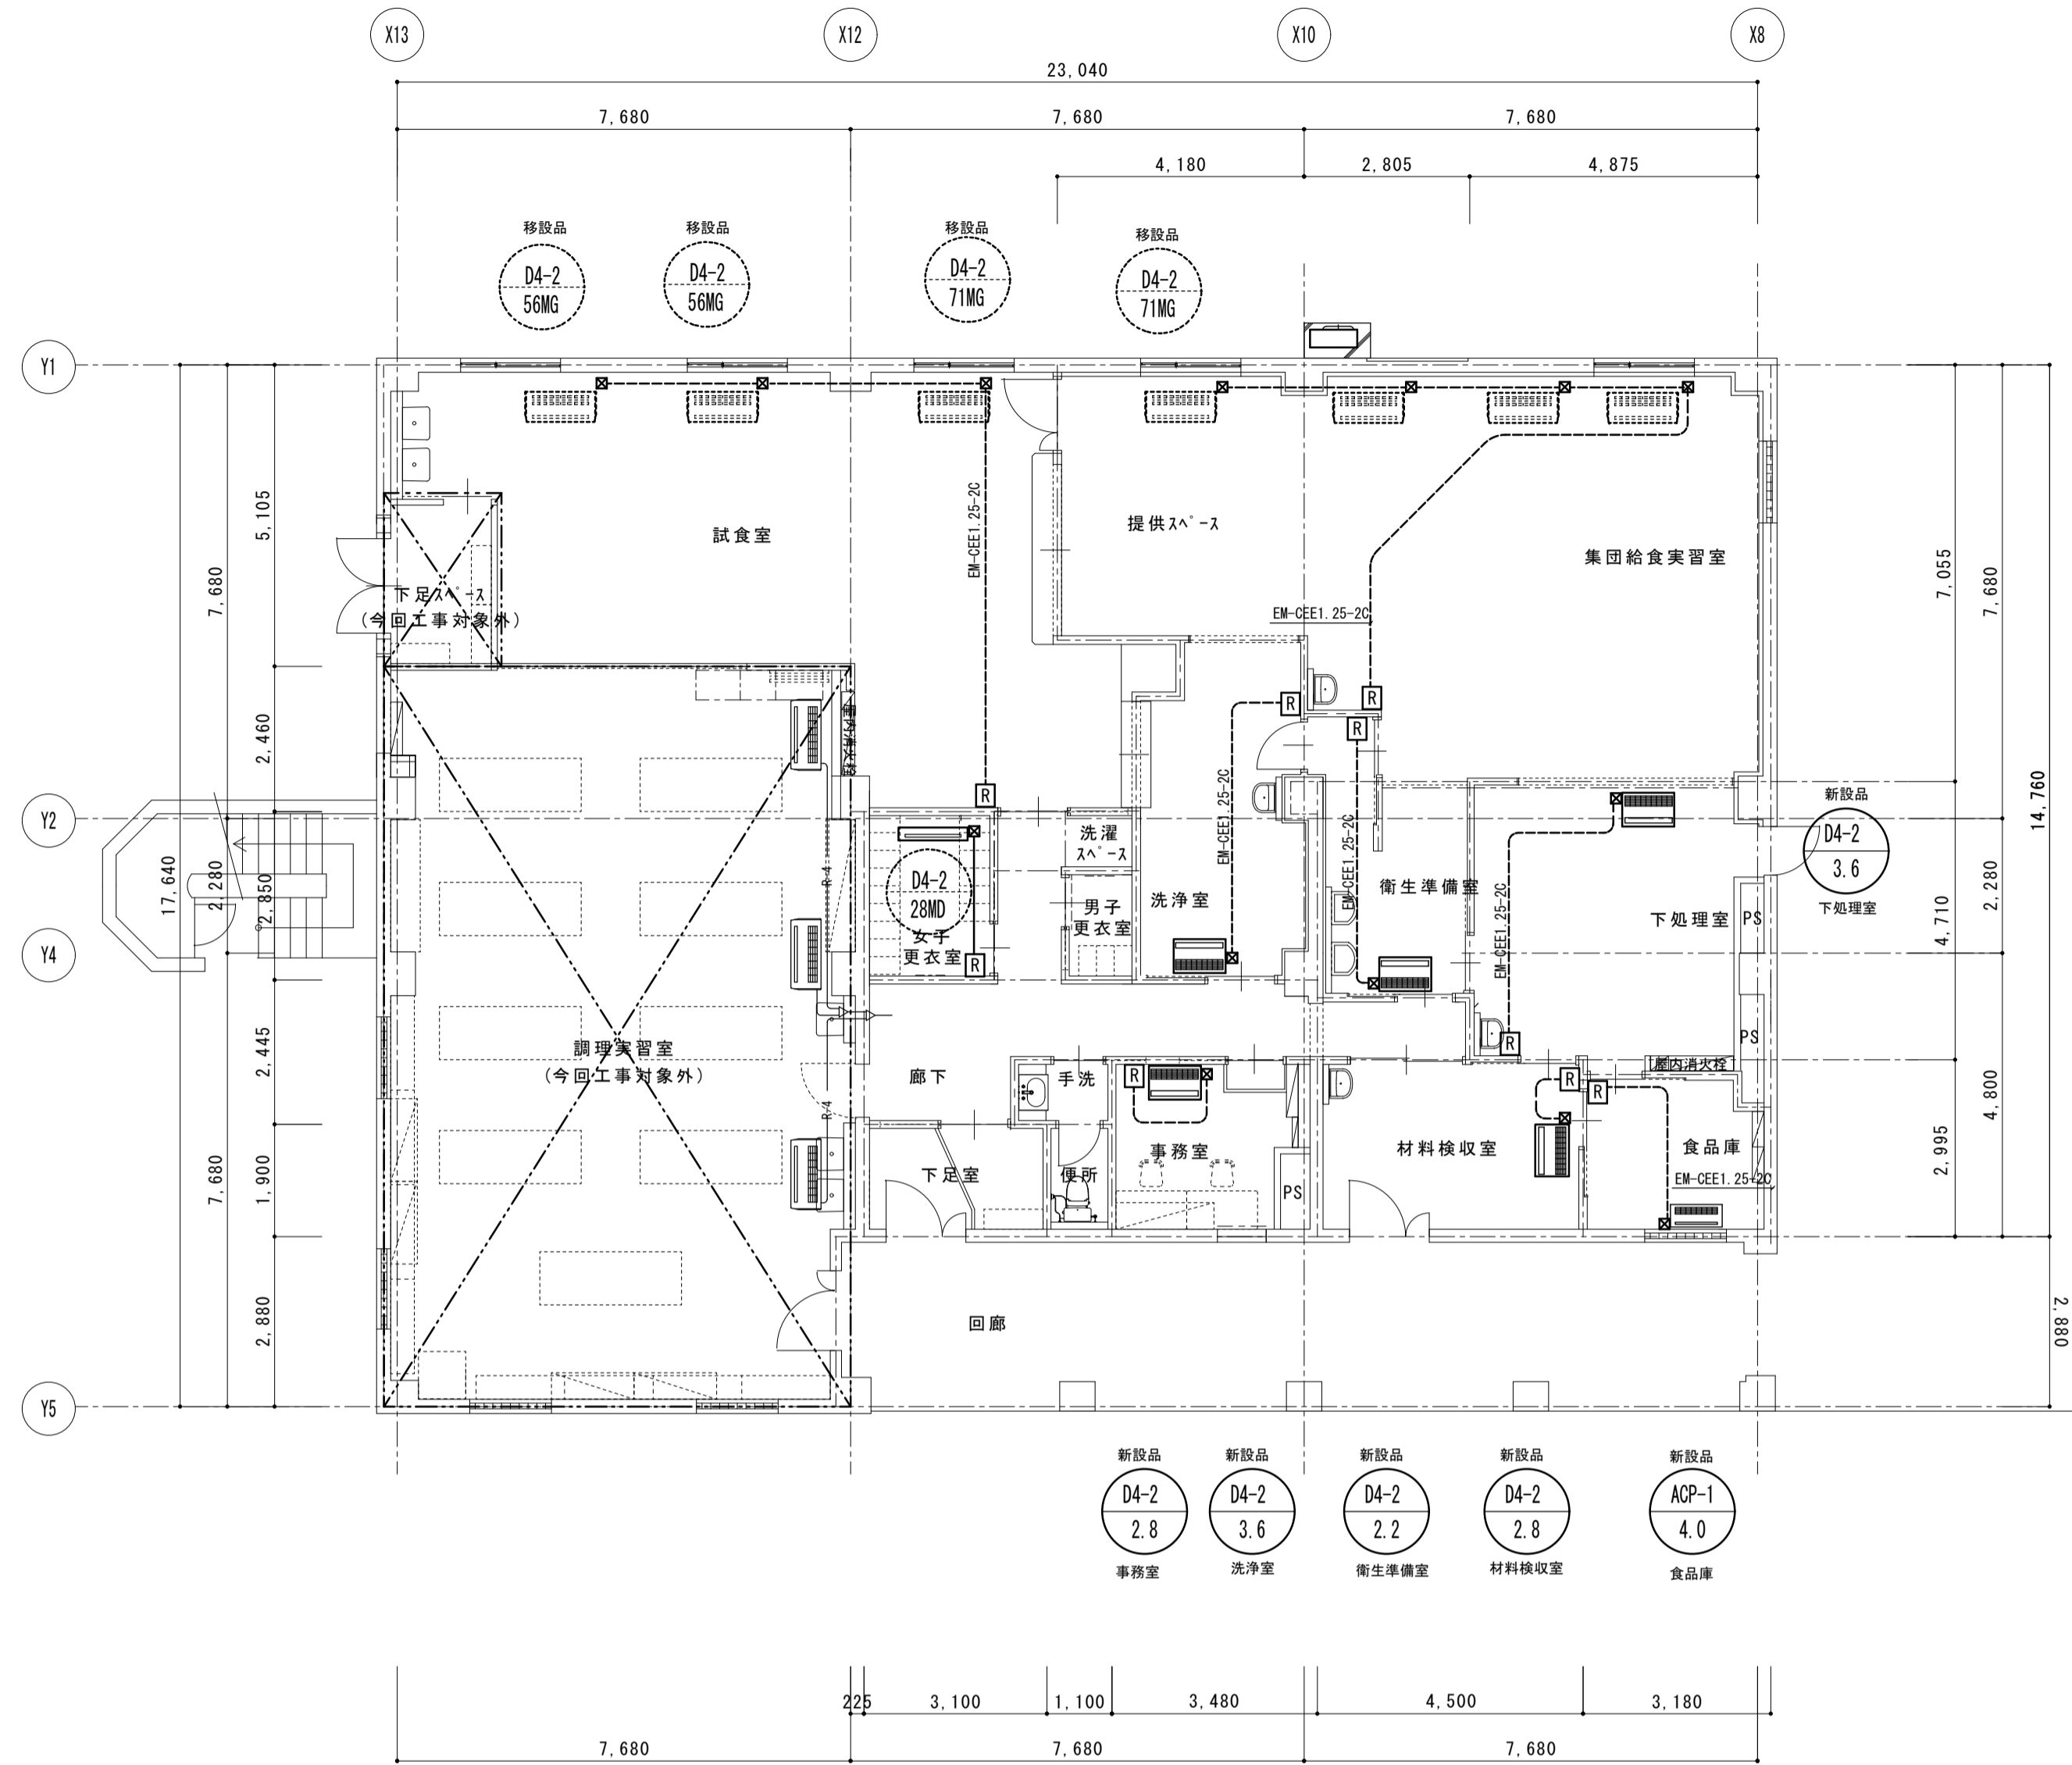 X13
X12
X10
X8
23,040
7,680
7,680
7,680
4,180
2,805
4,875
移設品
D4-2
56MG
移設品
D4-2
56MG
移設品
D4-2
71MG
移設品
D4-2
71MG
Y1
Y2
Y4
Y5
17,640
7,680
2,280
7,680
5,105
2,460
2,850
2,445
1,900
2,880
試食室
提供スペース
集団給食実習室
下足スペース
(今回工事対象外)
EM-CEE1.25-2C
EM-CEE1.25-2C
R
R
R
R
屋内消火栓
EM-CEE1.25-2C
EM-CEE1.25-2C
EM-CEE1.25-2C
R-4
R-4
D4-2
28MD
女子
更衣室
R
洗濯
スペース
男子
更衣室
洗浄室
衛生準備室
下処理室
PS
PS
R
屋内消火栓
新設品
D4-2
3.6
下処理室
7,055
4,710
2,995
7,680
2,280
4,800
14,760
2,880
調理実習室
(今回工事対象外)
廊下
手洗
R
R
R
事務室
材料検収室
食品庫
下足室
便所
PS
EM-CEE1.25-2C
回廊
新設品
D4-2
2.8
事務室
新設品
D4-2
3.6
洗浄室
新設品
D4-2
2.2
衛生準備室
新設品
D4-2
2.8
材料検収室
新設品
ACP-1
4.0
食品庫
225
3,100
1,100
3,480
4,500
3,180
7,680
7,680
7,680